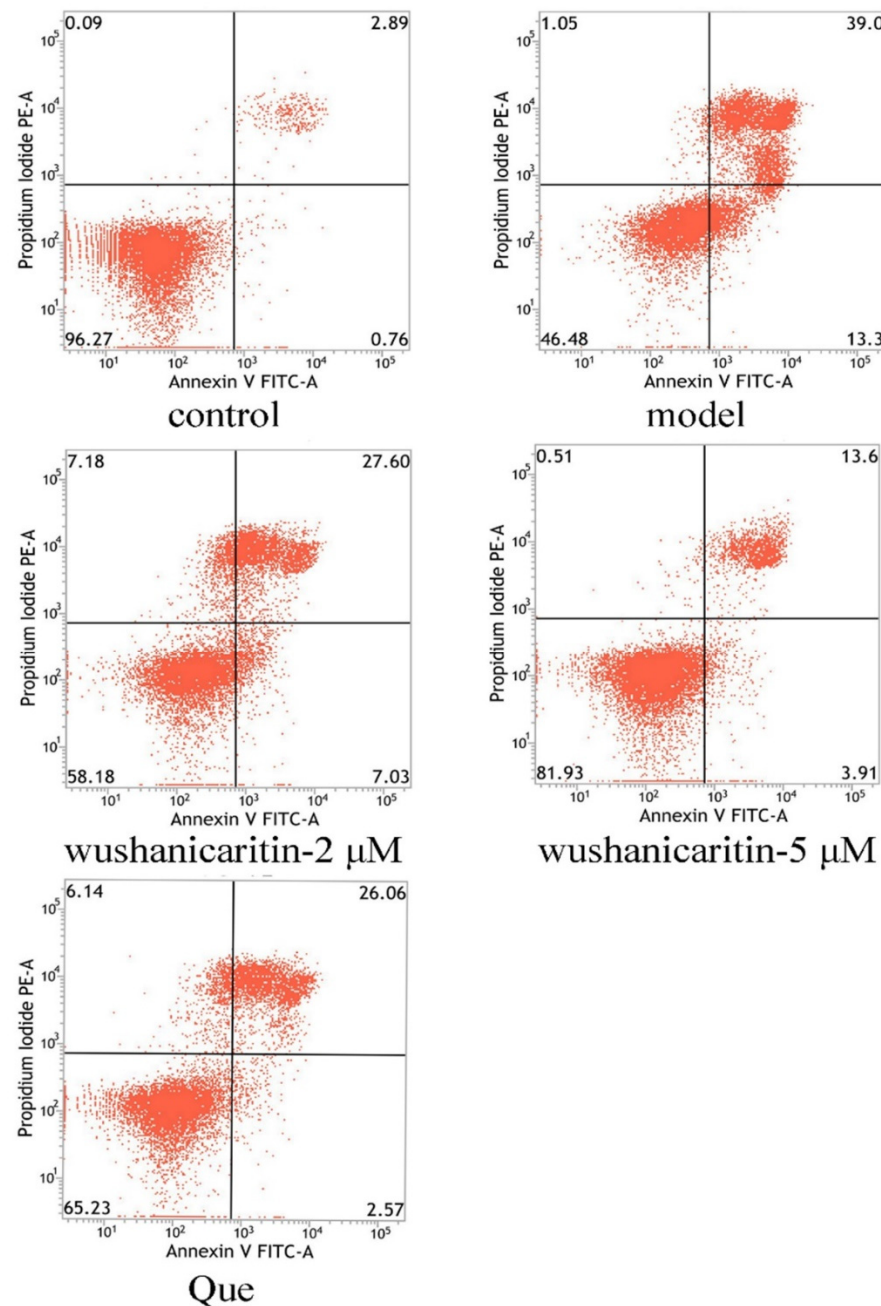 0.09 2.89
10⁵
10⁴
10³
10²
10¹
Propidium Iodide PE-A
96.27 0.76
10¹ 10² 10³ 10⁴ 10⁵
Annexin V FITC-A
control
1.05 39.0
10⁵
10⁴
10³
10²
10¹
Propidium Iodide PE-A
46.48 13.3
10¹ 10² 10³ 10⁴ 10⁵
Annexin V FITC-A
model
7.18 27.60
10⁵
10⁴
10³
10²
10¹
Propidium Iodide PE-A
58.18 7.03
10¹ 10² 10³ 10⁴ 10⁵
Annexin V FITC-A
wushanicaritin-2 μM
0.51 13.6
10⁵
10⁴
10³
10²
10¹
Propidium Iodide PE-A
81.93 3.91
10¹ 10² 10³ 10⁴ 10⁵
Annexin V FITC-A
wushanicaritin-5 μM
6.14 26.06
10⁵
10⁴
10³
10²
10¹
Propidium Iodide PE-A
65.23 2.57
10¹ 10² 10³ 10⁴ 10⁵
Annexin V FITC-A
Que